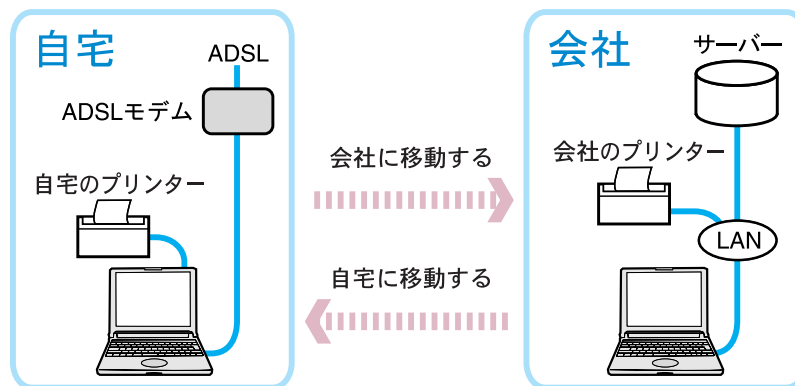 自宅
ADSL
ADSLモデム
自宅のプリンター
会社に移動する
自宅に移動する
会社
サーバー
会社のプリンター
LAN